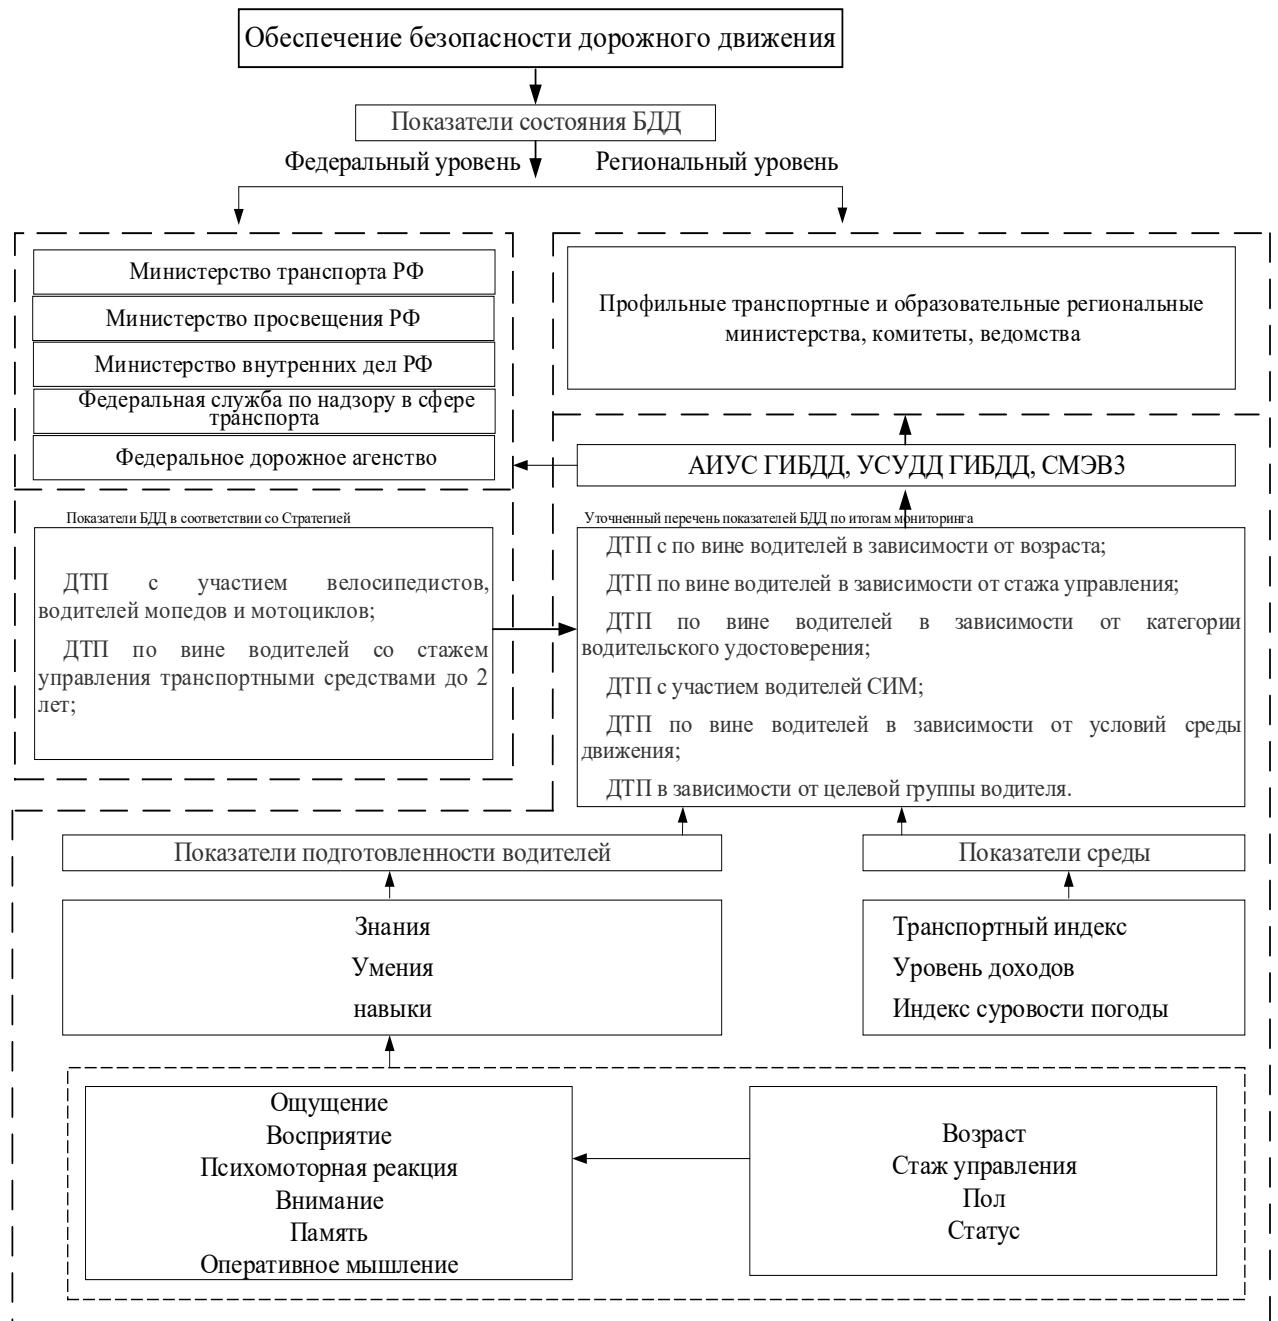 Обеспечение безопасности дорожного движения
Показатели состояния БДД
Федеральный уровень
Региональный уровень
Министерство транспорта РФ
Министерство просвещения РФ
Министерство внутренних дел РФ
Федеральная служба по надзору в сфере
транспорта
Федеральное дорожное агенство
Профильные транспортные и образовательные региональные
министерства, комитеты, ведомства
АИУС ГИБДД, УСУДД ГИБДД, СМЭВ3
Показатели БДД в соответствии со Стратегией
ДТП с участием велосипедистов,
водителей мопедов и мотоциклов;
ДТП по вине водителей со стажем
управления транспортными средствами до 2
лет;
Уточненный перечень показателей БДД по итогам мониторинга
ДТП с по вине водителей в зависимости от возраста;
ДТП по вине водителей в зависимости от стажа управления;
ДТП по вине водителей в зависимости от категории
водительского удостоверения;
ДТП с участием водителей СИМ;
ДТП по вине водителей в зависимости от условий среды
движения;
ДТП в зависимости от целевой группы водителя.
Показатели подготовленности водителей
Показатели среды
Знания
Умения
навыки
Транспортный индекс
Уровень доходов
Индекс суровости погоды
Ощущение
Восприятие
Психомоторная реакция
Внимание
Память
Оперативное мышление
Возраст
Стаж управления
Пол
Статус